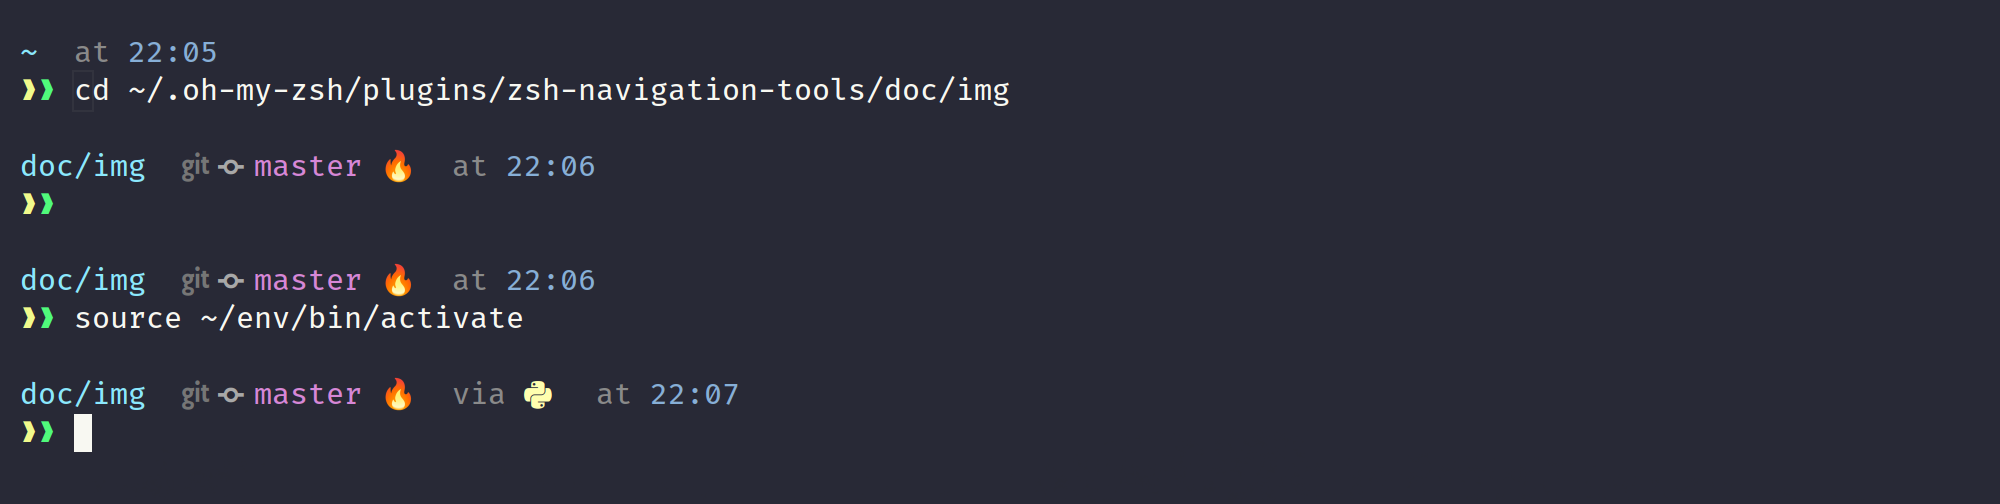 ~ at 22:05
❱❱ cd ~/.oh-my-zsh/plugins/zsh-navigation-tools/doc/img
doc/img git master 🔥 at 22:06
❱❱
doc/img git master 🔥 at 22:06
❱❱ source ~/env/bin/activate
doc/img git master 🔥 via at 22:07
❱❱